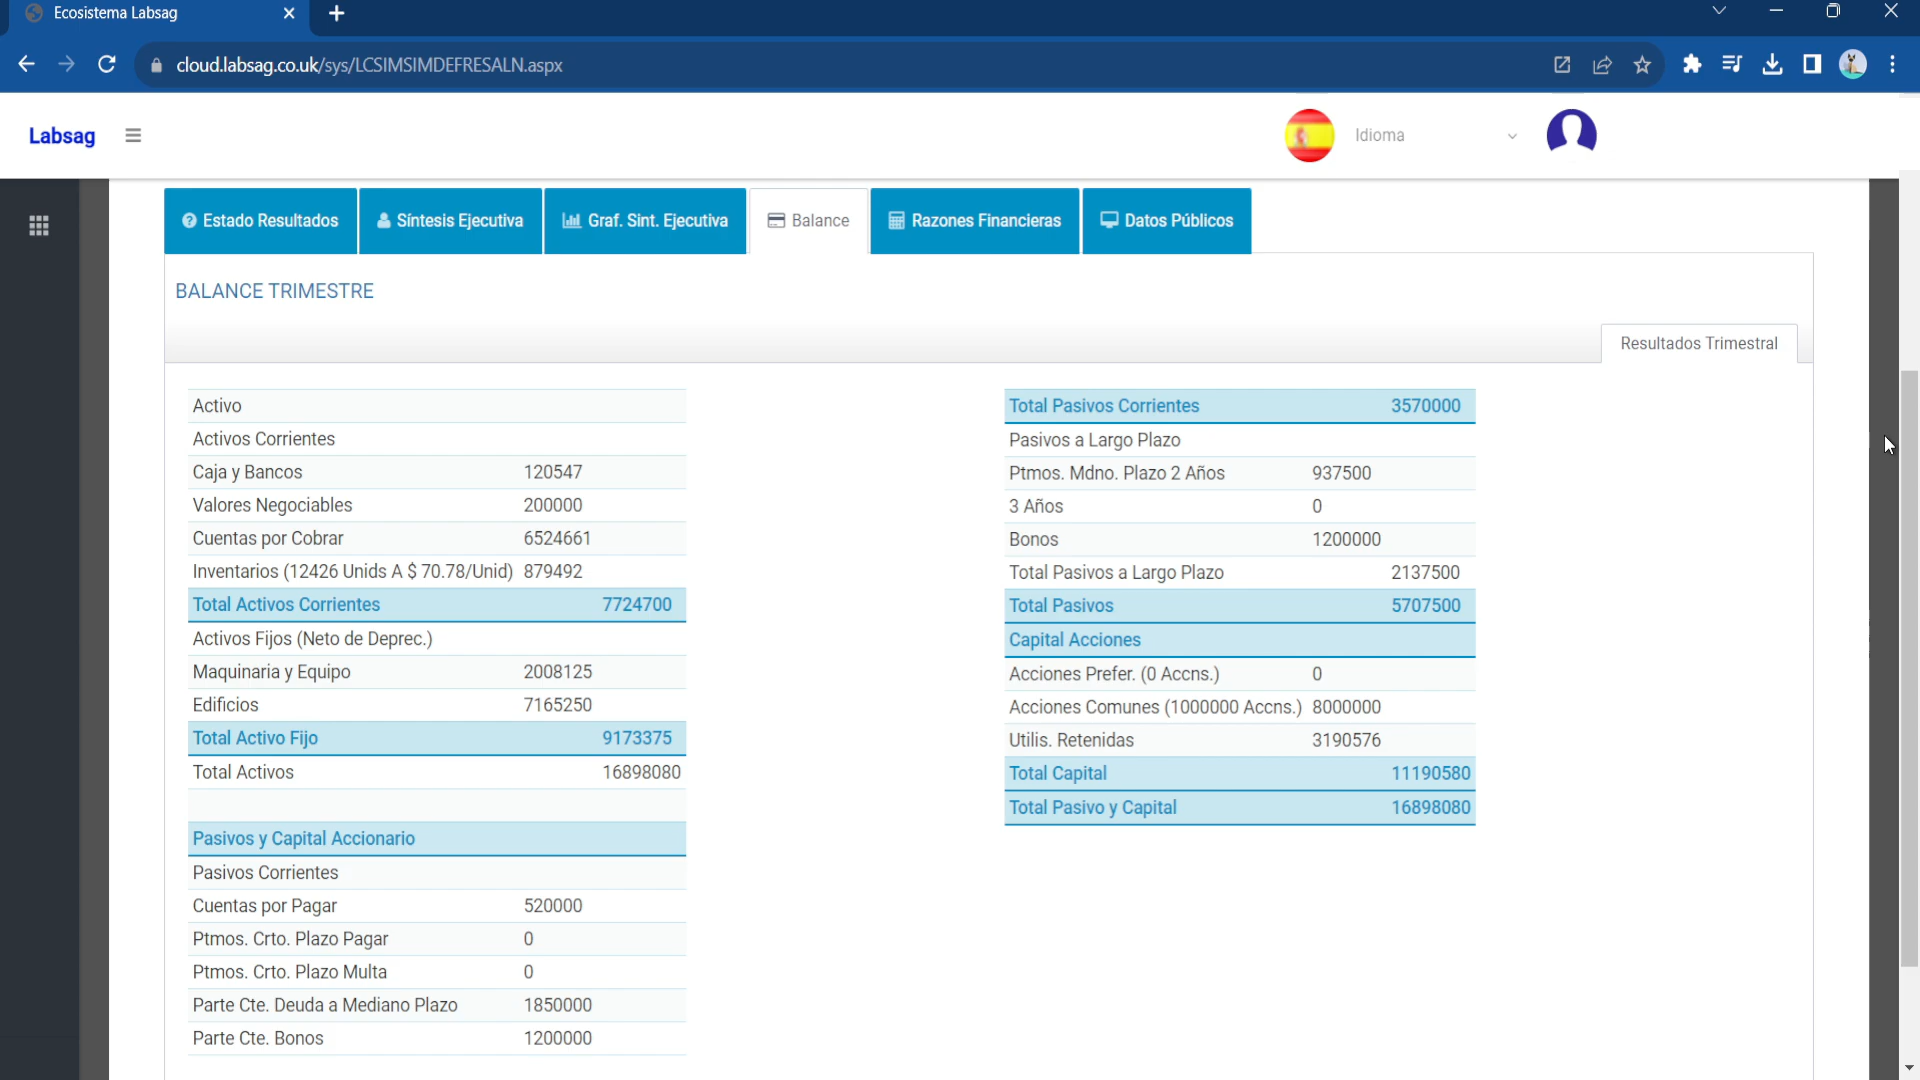 Ecosistema Labsag
cloud.labsag.co.uk/sys/LCSIMSIMDEFRESALN.aspx
Labsag
Idioma
Estado Resultados
Síntesis Ejecutiva
Graf. Sint. Ejecutiva
Balance
Razones Financieras
Datos Públicos
BALANCE TRIMESTRE
Resultados Trimestral
Activo
Activos Corrientes
Caja y Bancos 120547
Valores Negociables 200000
Cuentas por Cobrar 6524661
Inventarios (12426 Unids A $ 70.78/Unid) 879492
Total Activos Corrientes 7724700
Activos Fijos (Neto de Deprec.)
Maquinaria y Equipo 2008125
Edificios 7165250
Total Activo Fijo 9173375
Total Activos 16898080
Pasivos y Capital Accionario
Pasivos Corrientes
Cuentas por Pagar 520000
Ptmos. Crto. Plazo Pagar 0
Ptmos. Crto. Plazo Multa 0
Parte Cte. Deuda a Mediano Plazo 1850000
Parte Cte. Bonos 1200000
Total Pasivos Corrientes 3570000
Pasivos a Largo Plazo
Ptmos. Mdno. Plazo 2 Años 937500
3 Años 0
Bonos 1200000
Total Pasivos a Largo Plazo 2137500
Total Pasivos 5707500
Capital Acciones
Acciones Prefer. (0 Accns.) 0
Acciones Comunes (1000000 Accns.) 8000000
Utilis. Retenidas 3190576
Total Capital 11190580
Total Pasivo y Capital 16898080